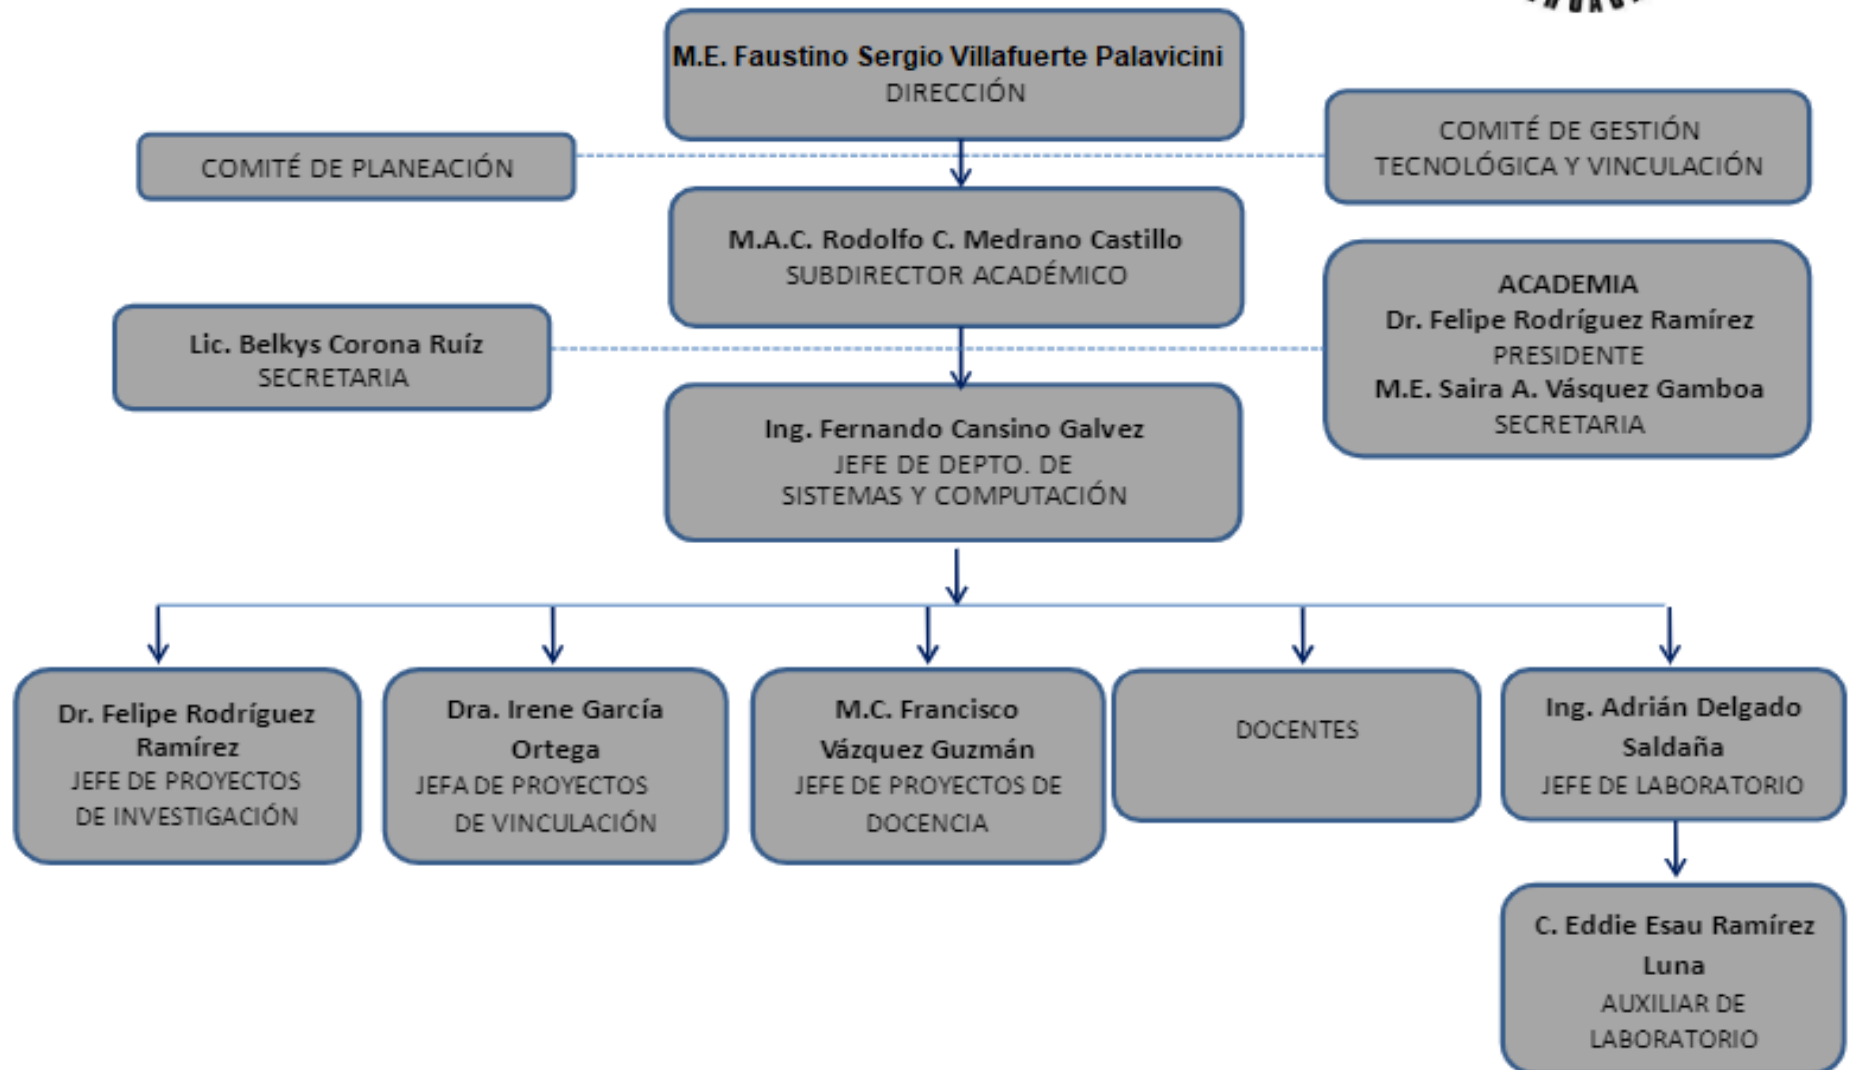 M.E. Faustino Sergio Villafuerte Palavicini
DIRECCIÓN
COMITÉ DE PLANEACIÓN
COMITÉ DE GESTIÓN
TECNOLÓGICA Y VINCULACIÓN
M.A.C. Rodolfo C. Medrano Castillo
SUBDIRECTOR ACADÉMICO
Lic. Belkys Corona Ruíz
SECRETARIA
ACADEMIA
Dr. Felipe Rodríguez Ramírez
PRESIDENTE
M.E. Saira A. Vásquez Gamboa
SECRETARIA
Ing. Fernando Cansino Galvez
JEFE DE DEPTO. DE
SISTEMAS Y COMPUTACIÓN
Dr. Felipe Rodríguez
Ramírez
JEFE DE PROYECTOS
DE INVESTIGACIÓN
Dra. Irene García
Ortega
JEFA DE PROYECTOS
DE VINCULACIÓN
M.C. Francisco
Vázquez Guzmán
JEFE DE PROYECTOS DE
DOCENCIA
DOCENTES
Ing. Adrián Delgado
Saldaña
JEFE DE LABORATORIO
C. Eddie Esau Ramírez
Luna
AUXILIAR DE
LABORATORIO